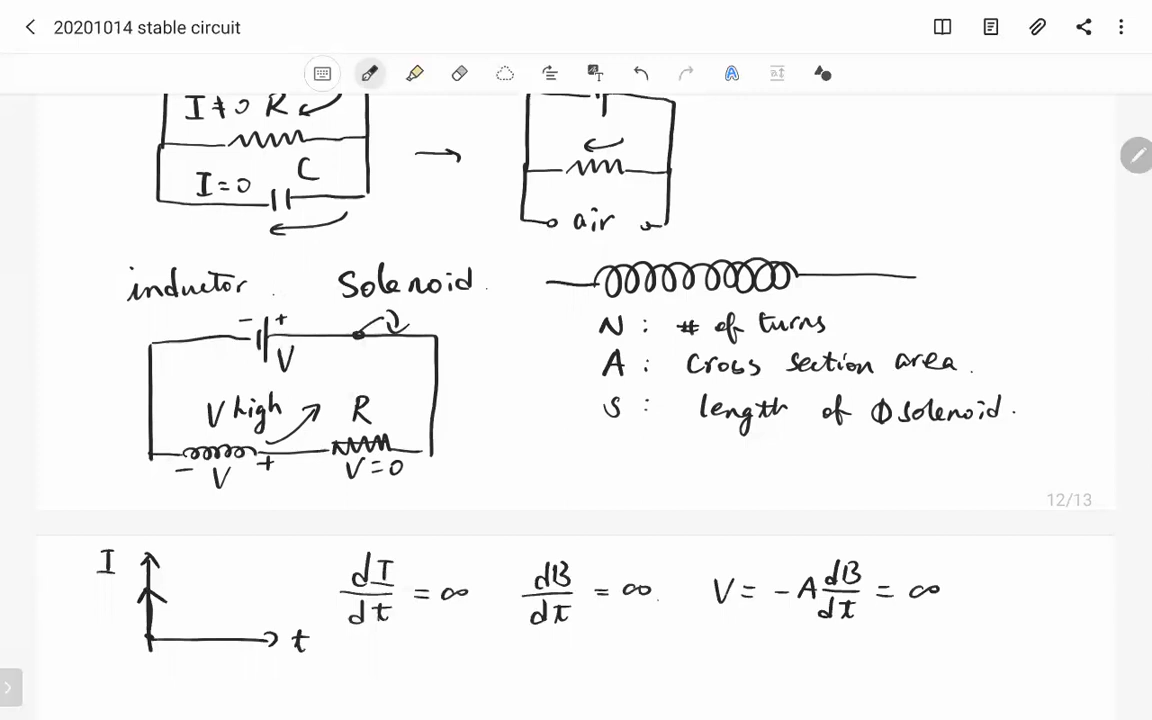 20201014 stable circuit
I ≠ 0 R
C
I = 0
air
inductor Solenoid
N : # of turns
A : Cross section area.
S : length of solenoid.
- +
V
V high R
- V + V = 0
12/13
I
t
dI/dt = ∞ dB/dt = ∞ V = - A dB/dt = ∞